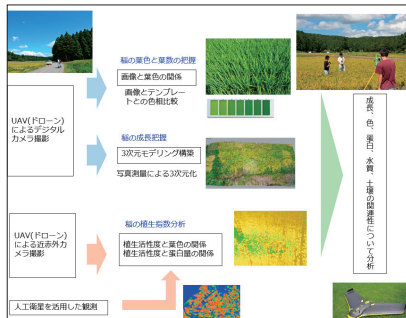 稲の葉色と葉数の把握
画像と葉色の関係
画像とテンプレート
との色相比較
UAV(ドローン)
によるデジタル
カメラ撮影
稲の成長把握
3次元モデリング構築
写真測量による3次元化
稲の植生指数分析
植生活性度と葉色の関係
植生活性度と蛋白量の関係
UAV(ドローン)
による近赤外カ
メラ撮影
人工衛星を活用した観測
成長、色、蛋白、水質、土壌の関連性について分析